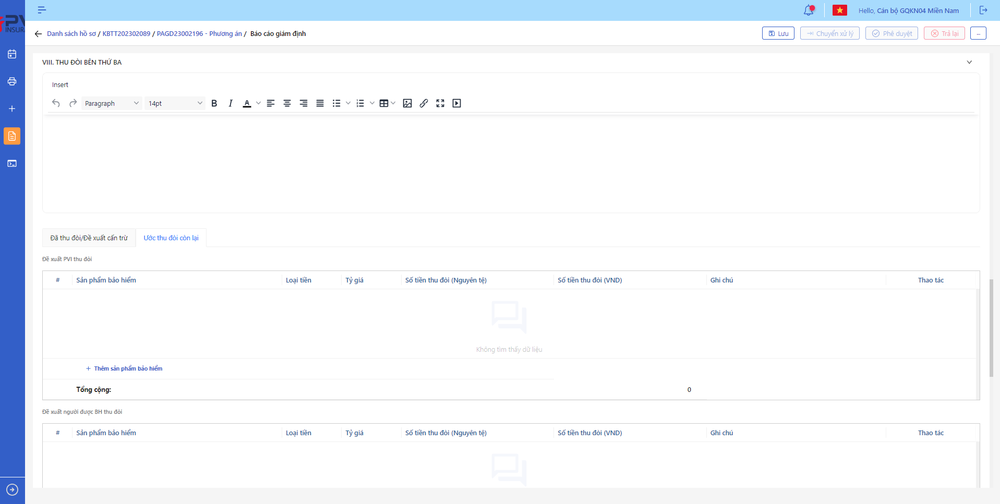 Hello, Cán bộ GQKN04 Miền Nam
INSUR
Danh sách hồ sơ / KBTT202302089 / PAGD23002196 - Phương án / Báo cáo giám định
Lưu
Chuyển xử lý
Phê duyệt
Trả lại
...
VIII. THU ĐÒI BÊN THỨ BA
Insert
Paragraph
14pt
Đã thu đòi/Đề xuất cấn trừ
Ước thu đòi còn lại
Đề xuất PVI thu đòi
# Sản phẩm bảo hiểm Loại tiền Tỷ giá Số tiền thu đòi (Nguyên tệ) Số tiền thu đòi (VND) Ghi chú Thao tác
Không tìm thấy dữ liệu
+ Thêm sản phẩm bảo hiểm
Tổng cộng: 0
Đề xuất người được BH thu đòi
# Sản phẩm bảo hiểm Loại tiền Tỷ giá Số tiền thu đòi (Nguyên tệ) Số tiền thu đòi (VND) Ghi chú Thao tác